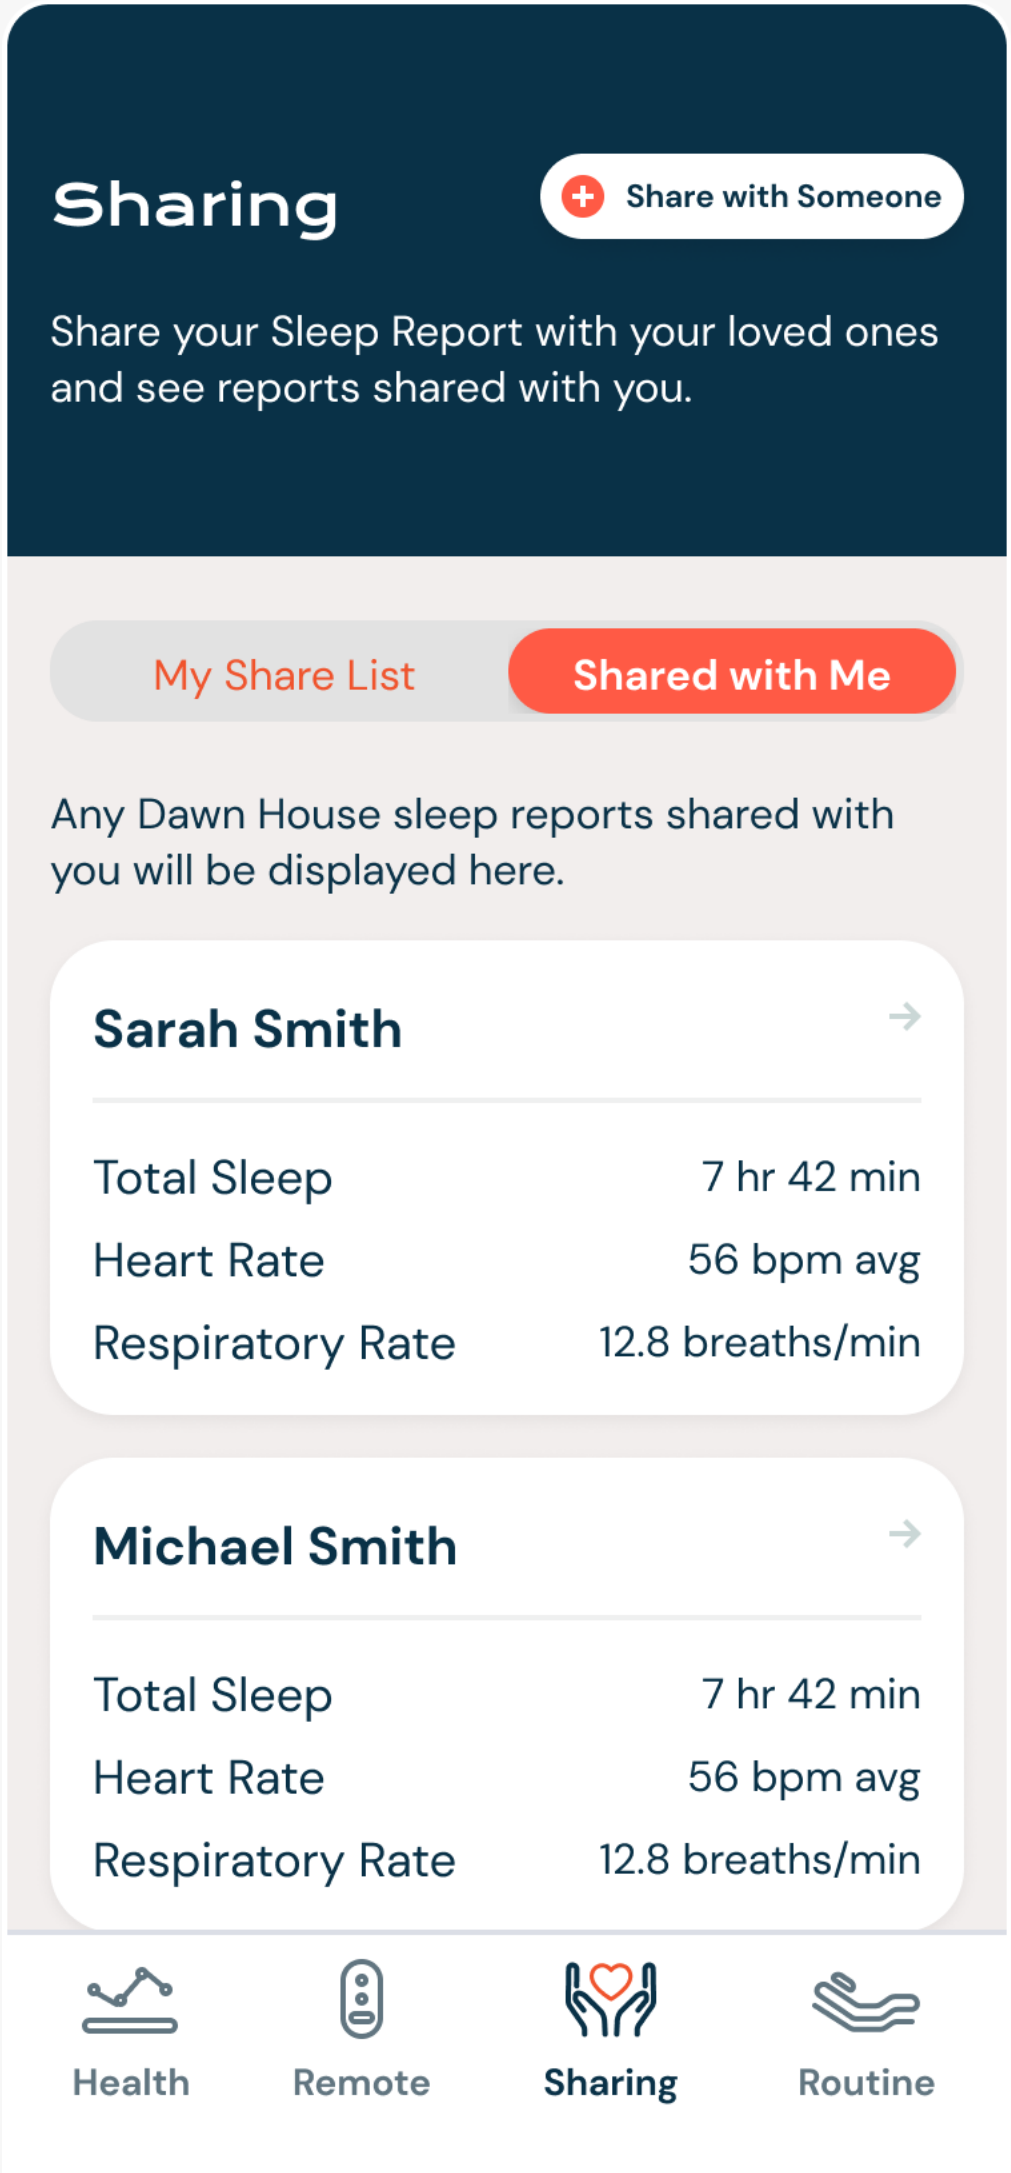 Sharing
Share with Someone
Share your Sleep Report with your loved ones
and see reports shared with you.
My Share List
Shared with Me
Any Dawn House sleep reports shared with
you will be displayed here.
Sarah Smith
Total Sleep 7 hr 42 min
Heart Rate 56 bpm avg
Respiratory Rate 12.8 breaths/min
Michael Smith
Total Sleep 7 hr 42 min
Heart Rate 56 bpm avg
Respiratory Rate 12.8 breaths/min
Health Remote Sharing Routine